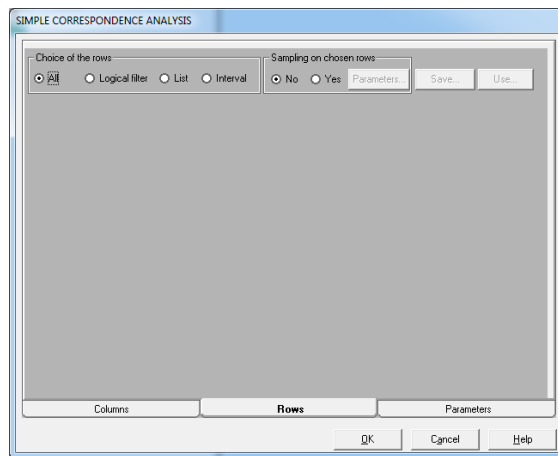 SIMPLE CORRESPONDENCE ANALYSIS
Choice of the rows
All Logical filter List Interval
Sampling on chosen rows
No Yes Parameters... Save... Use...
Columns Rows Parameters
OK Cancel Help